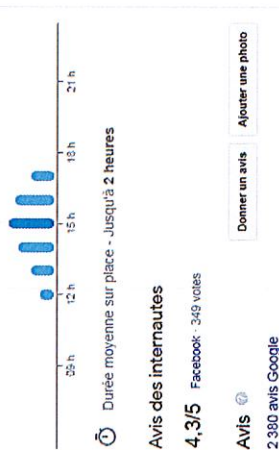 09 h 12 h 15 h 18 h 21 h
Durée moyenne sur place - Jusqu'à 2 heures
Avis des internautes
4,3/5 Facebook · 349 votes
Avis Donner un avis Ajouter une photo
2 380 avis Google